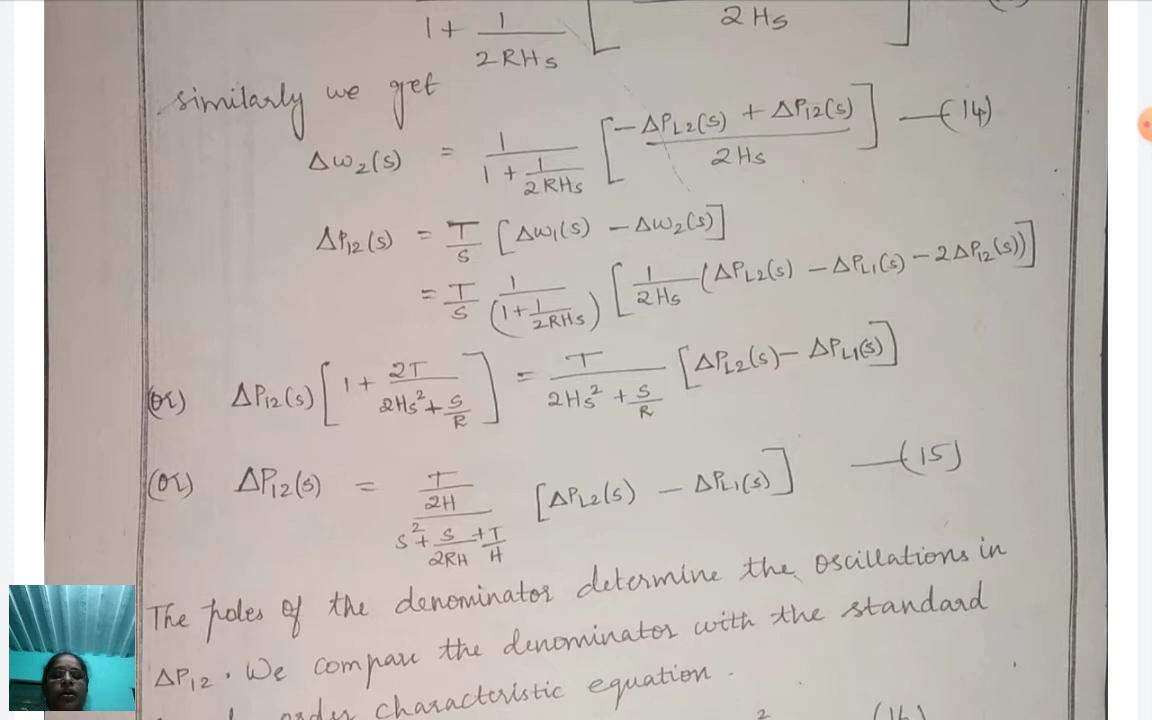 1 + 1/2RHs [ 2Hs ]
similarly we get
Δω2(s) = 1/(1 + 1/2RHs) [(-ΔPL2(s) + ΔP12(s))/2Hs] —(14)
ΔP12(s) = T/s [Δω1(s) - Δω2(s)]
= T/s 1/(1 + 1/2RHs) [1/2Hs (ΔPL2(s) - ΔPL1(s) - 2ΔP12(s))]
(or) ΔP12(s) [1 + 2T/(2Hs² + s/R)] = T/(2Hs² + s/R) [ΔPL2(s) - ΔPL1(s)]
(or) ΔP12(s) = (T/2H)/(s² + s/2RH + T/H) [ΔPL2(s) - ΔPL1(s)] —(15)
The poles of the denominator determine the oscillations in
ΔP12. We compare the denominator with the standard
order characteristic equation.
2 (16)